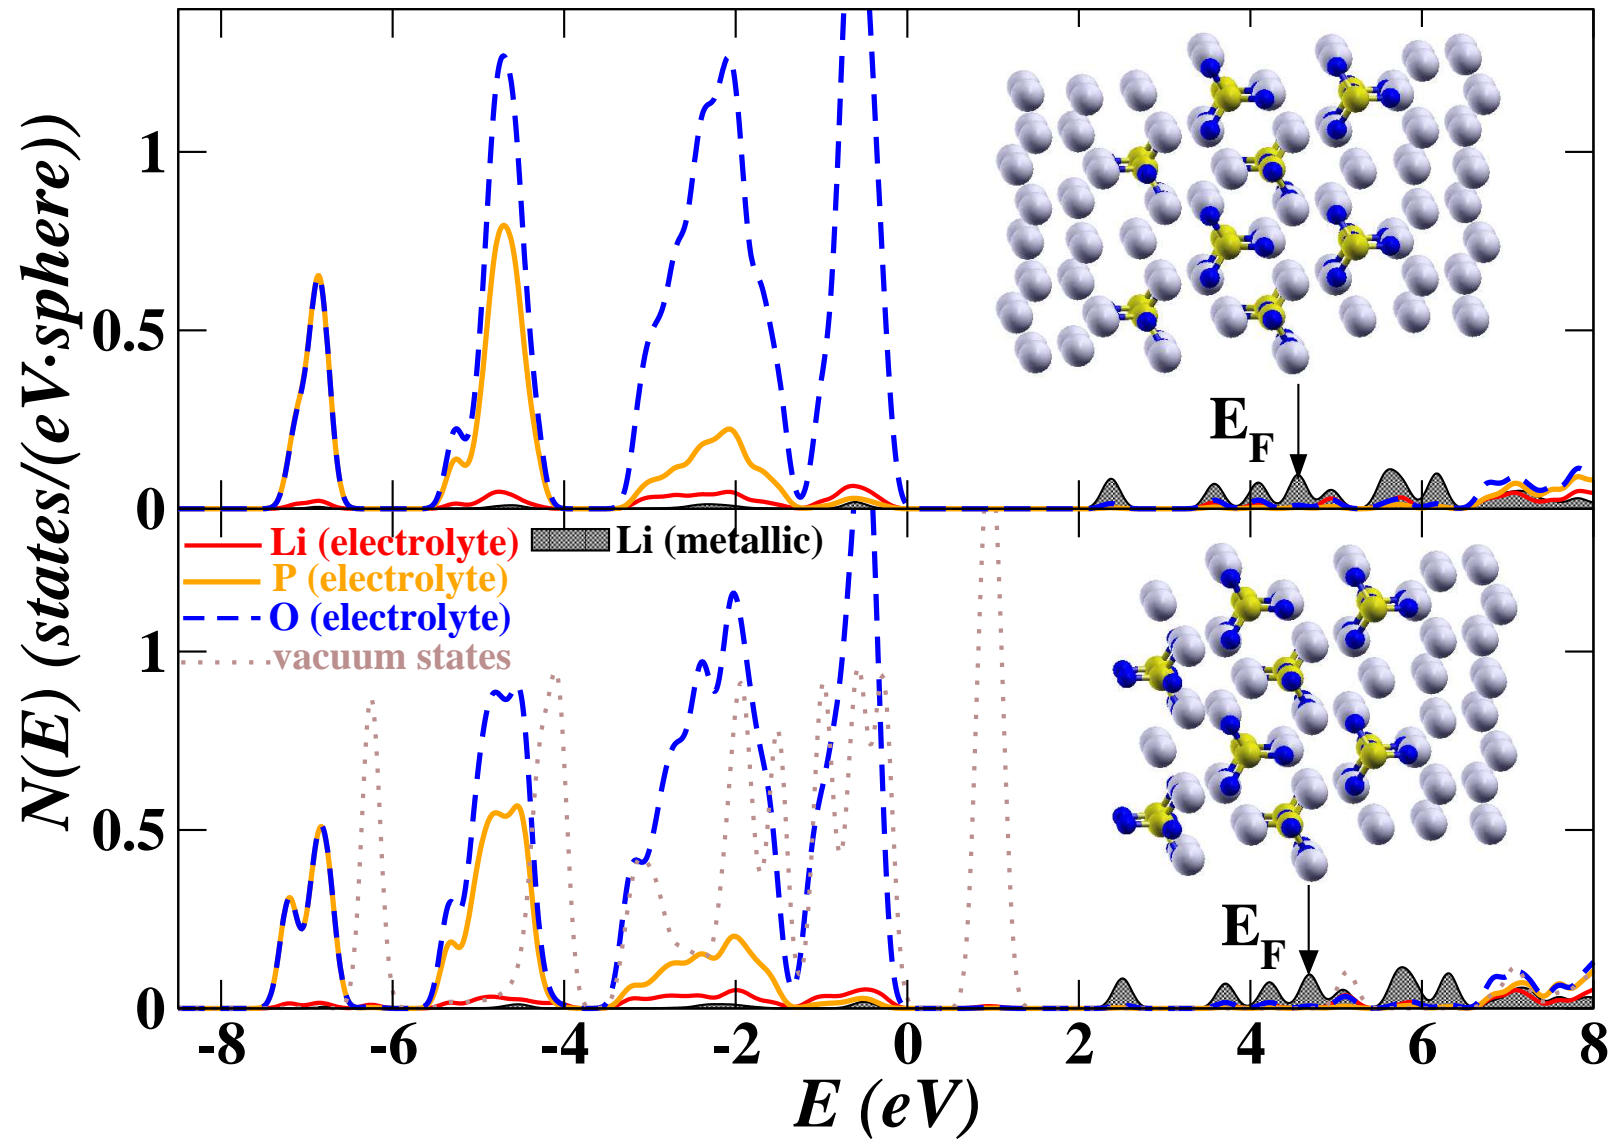 N(E) (states/(eV·sphere))
1
0.5
0
E_F
Li (electrolyte)
Li (metallic)
P (electrolyte)
O (electrolyte)
vacuum states
1
0.5
0
E_F
-8 -6 -4 -2 0 2 4 6 8
E (eV)